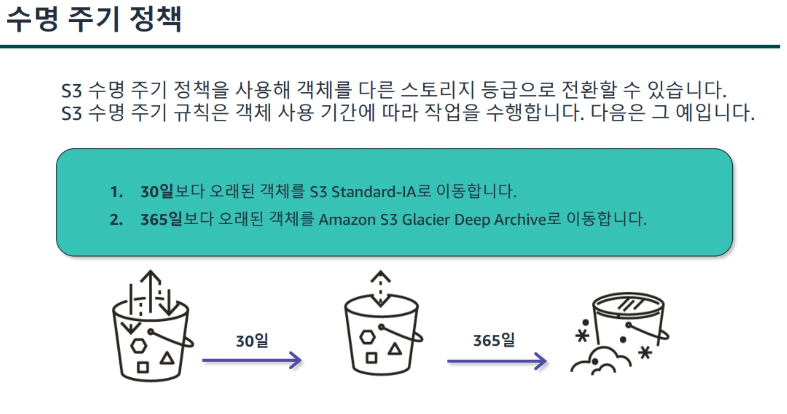 수명 주기 정책
S3 수명 주기 정책을 사용해 객체를 다른 스토리지 등급으로 전환할 수 있습니다.
S3 수명 주기 규칙은 객체 사용 기간에 따라 작업을 수행합니다. 다음은 그 예입니다.
1. 30일보다 오래된 객체를 S3 Standard-IA로 이동합니다.
2. 365일보다 오래된 객체를 Amazon S3 Glacier Deep Archive로 이동합니다.
30일
365일